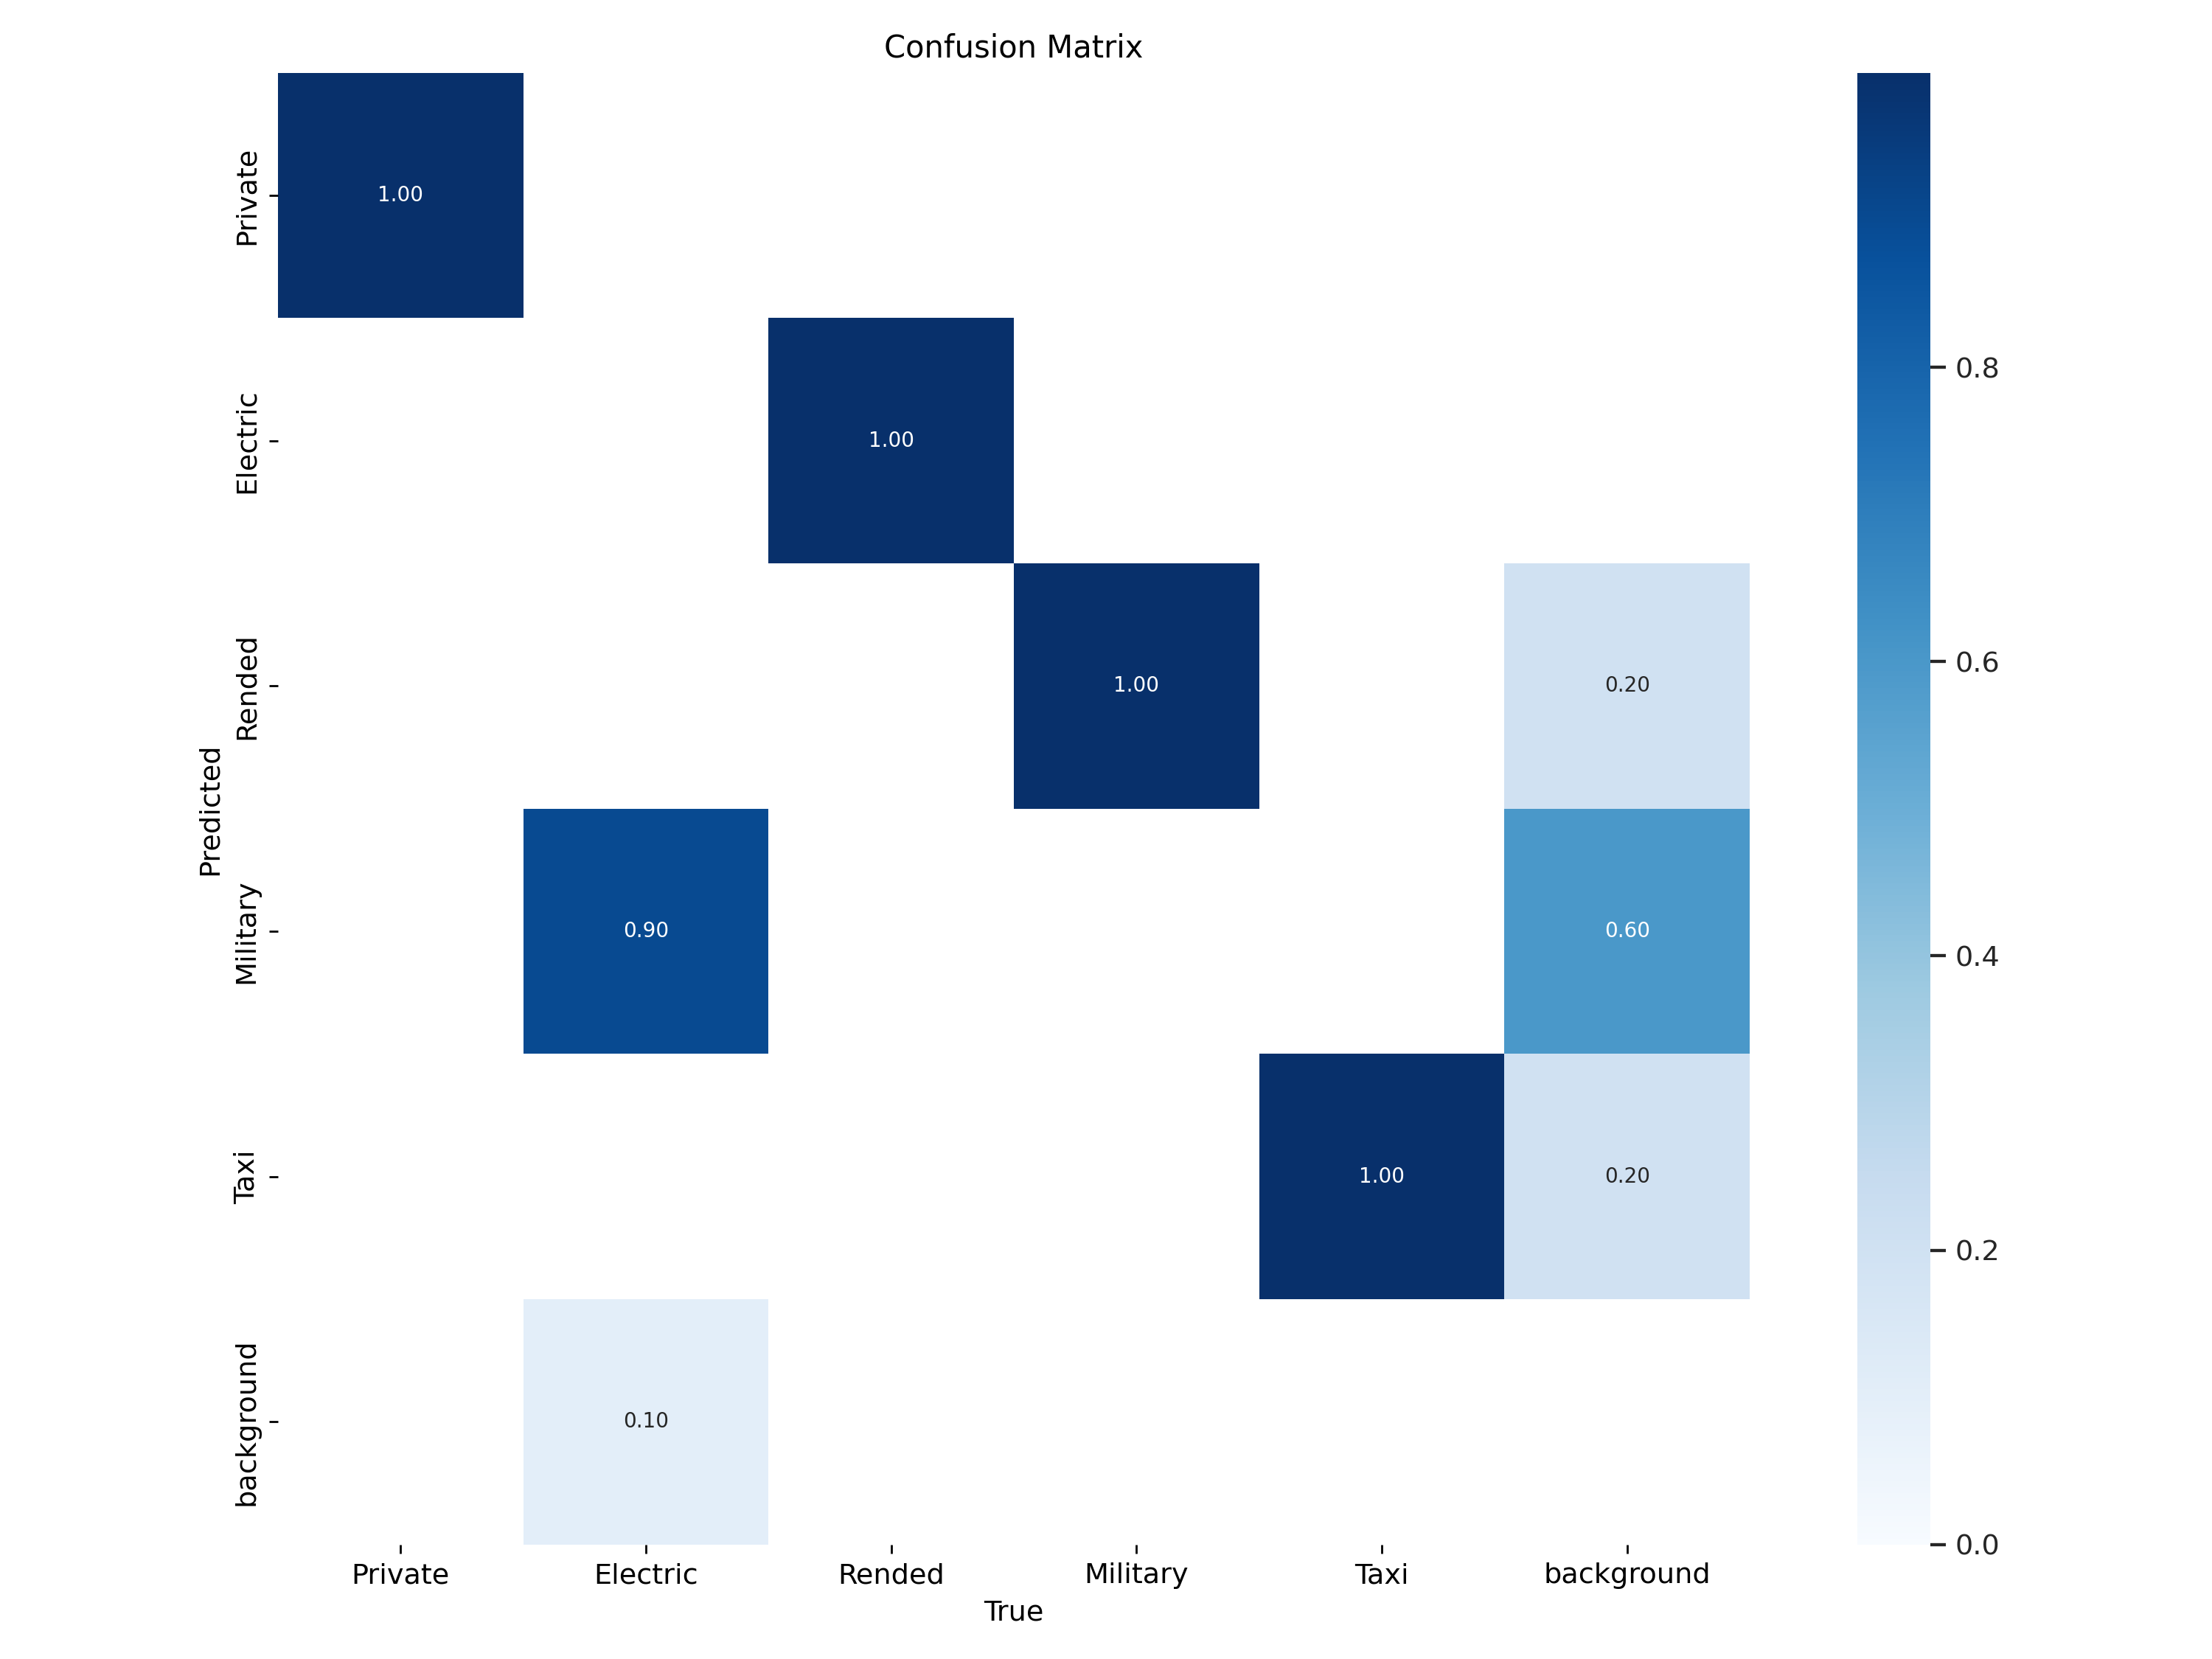 Confusion Matrix
Private
1.00
Electric
1.00
0.8
Rended
1.00
0.20
0.6
Predicted
Military
0.90
0.60
0.4
Taxi
1.00
0.20
0.2
background
0.10
0.0
Private Electric Rended Military Taxi background
True